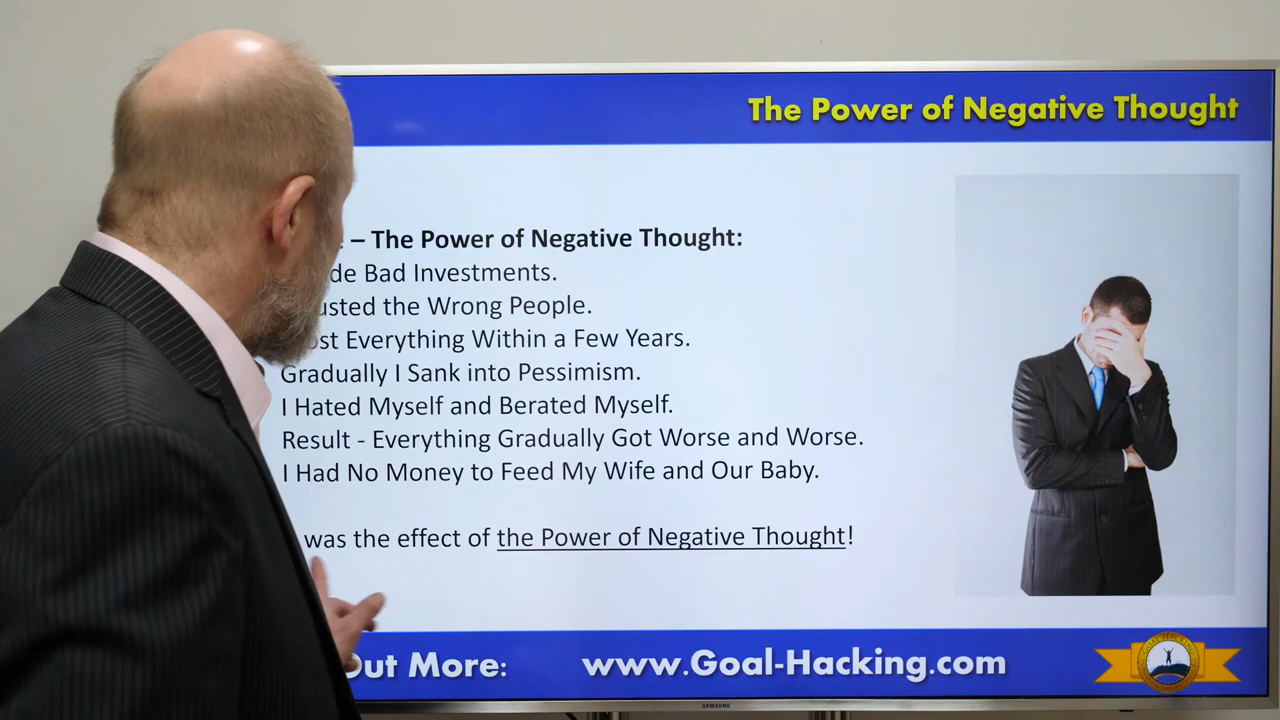 The Power of Negative Thought
– The Power of Negative Thought:
Bad Investments.
the Wrong People.
Everything Within a Few Years.
Gradually I Sank into Pessimism.
I Hated Myself and Berated Myself.
Result - Everything Gradually Got Worse and Worse.
I Had No Money to Feed My Wife and Our Baby.
was the effect of the Power of Negative Thought!
Out More: www.Goal-Hacking.com
SAMSUNG